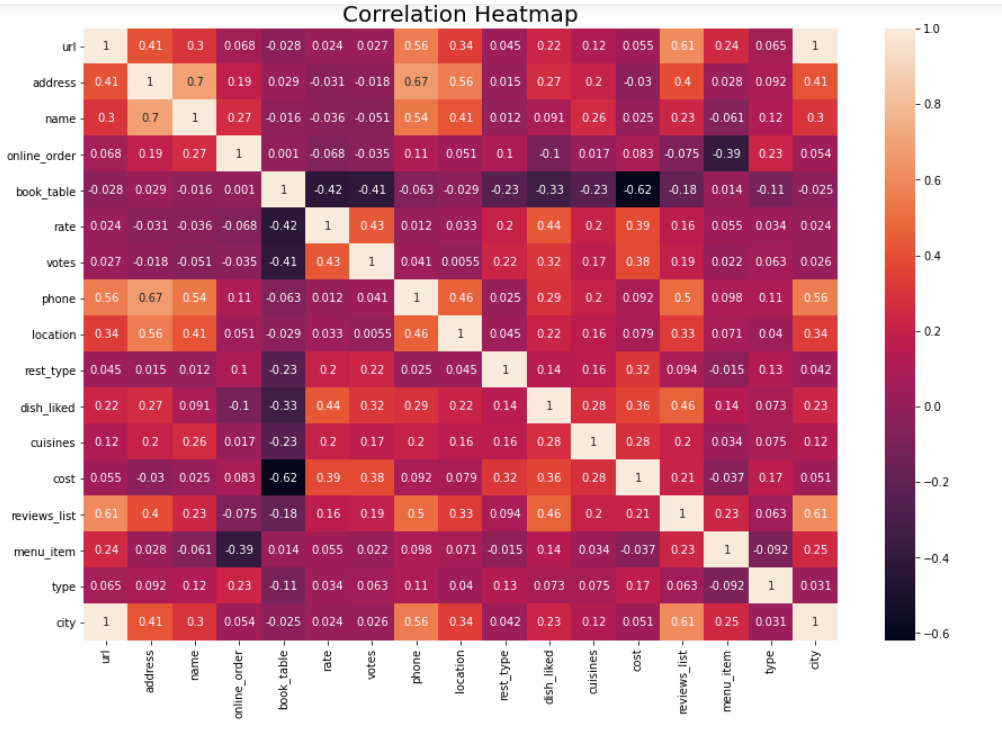 Correlation Heatmap
url 1 0.41 0.3 0.068 -0.028 0.024 0.027 0.56 0.34 0.045 0.22 0.12 0.055 0.61 0.24 0.065 1
address 0.41 1 0.7 0.19 0.029 -0.031 -0.018 0.67 0.56 0.015 0.27 0.2 -0.03 0.4 0.028 0.092 0.41
name 0.3 0.7 1 0.27 -0.016 -0.036 -0.051 0.54 0.41 0.012 0.091 0.26 0.025 0.23 -0.061 0.12 0.3
online_order 0.068 0.19 0.27 1 0.001 -0.068 -0.035 0.11 0.051 0.1 -0.1 0.017 0.083 -0.075 -0.39 0.23 0.054
book_table -0.028 0.029 -0.016 0.001 1 -0.42 -0.41 -0.063 -0.029 -0.23 -0.33 -0.23 -0.62 -0.18 0.014 -0.11 -0.025
rate 0.024 -0.031 -0.036 -0.068 -0.42 1 0.43 0.012 0.033 0.2 0.44 0.2 0.39 0.16 0.055 0.034 0.024
votes 0.027 -0.018 -0.051 -0.035 -0.41 0.43 1 0.041 0.0055 0.22 0.32 0.17 0.38 0.19 0.022 0.063 0.026
phone 0.56 0.67 0.54 0.11 -0.063 0.012 0.041 1 0.46 0.025 0.29 0.2 0.092 0.5 0.098 0.11 0.56
location 0.34 0.56 0.41 0.051 -0.029 0.033 0.0055 0.46 1 0.045 0.22 0.16 0.079 0.33 0.071 0.04 0.34
rest_type 0.045 0.015 0.012 0.1 -0.23 0.2 0.22 0.025 0.045 1 0.14 0.16 0.32 0.094 -0.015 0.13 0.042
dish_liked 0.22 0.27 0.091 -0.1 -0.33 0.44 0.32 0.29 0.22 0.14 1 0.28 0.36 0.46 0.14 0.073 0.23
cuisines 0.12 0.2 0.26 0.017 -0.23 0.2 0.17 0.2 0.16 0.16 0.28 1 0.28 0.2 0.034 0.075 0.12
cost 0.055 -0.03 0.025 0.083 -0.62 0.39 0.38 0.092 0.079 0.32 0.36 0.28 1 0.21 -0.037 0.17 0.051
reviews_list 0.61 0.4 0.23 -0.075 -0.18 0.16 0.19 0.5 0.33 0.094 0.46 0.2 0.21 1 0.23 0.063 0.61
menu_item 0.24 0.028 -0.061 -0.39 0.014 0.055 0.022 0.098 0.071 -0.015 0.14 0.034 -0.037 0.23 1 -0.092 0.25
type 0.065 0.092 0.12 0.23 -0.11 0.034 0.063 0.11 0.04 0.13 0.073 0.075 0.17 0.063 -0.092 1 0.031
city 1 0.41 0.3 0.054 -0.025 0.024 0.026 0.56 0.34 0.042 0.23 0.12 0.051 0.61 0.25 0.031 1
url address name online_order book_table rate votes phone location rest_type dish_liked cuisines cost reviews_list menu_item type city
1.0
0.8
0.6
0.4
0.2
0.0
−0.2
−0.4
−0.6